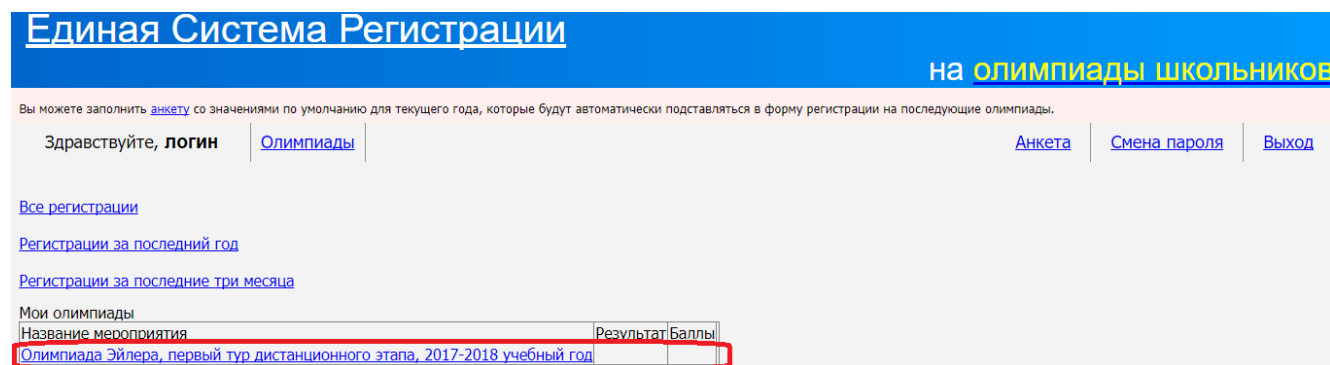 Единая Система Регистрации
на олимпиады школьников
Вы можете заполнить анкету со значениями по умолчанию для текущего года, которые будут автоматически подставляться в форму регистрации на последующие олимпиады.
Здравствуйте, логин Олимпиады Анкета Смена пароля Выход
Все регистрации
Регистрации за последний год
Регистрации за последние три месяца
Мои олимпиады
Название мероприятия Результат Баллы
Олимпиада Эйлера, первый тур дистанционного этапа, 2017-2018 учебный год